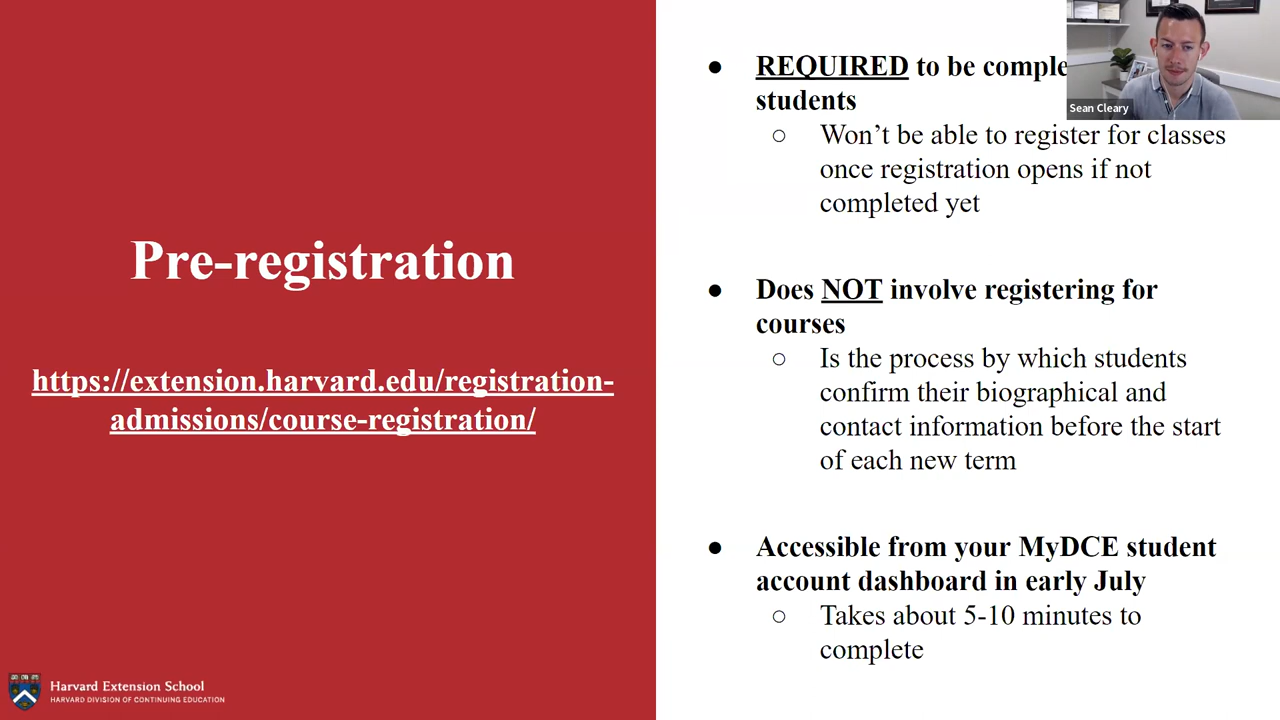 Pre-registration
https://extension.harvard.edu/registration-
admissions/course-registration/
Harvard Extension School
HARVARD DIVISION OF CONTINUING EDUCATION
● REQUIRED to be comple
students
○ Won’t be able to register for classes
once registration opens if not
completed yet
● Does NOT involve registering for
courses
○ Is the process by which students
confirm their biographical and
contact information before the start
of each new term
● Accessible from your MyDCE student
account dashboard in early July
○ Takes about 5-10 minutes to
complete
Sean Cleary